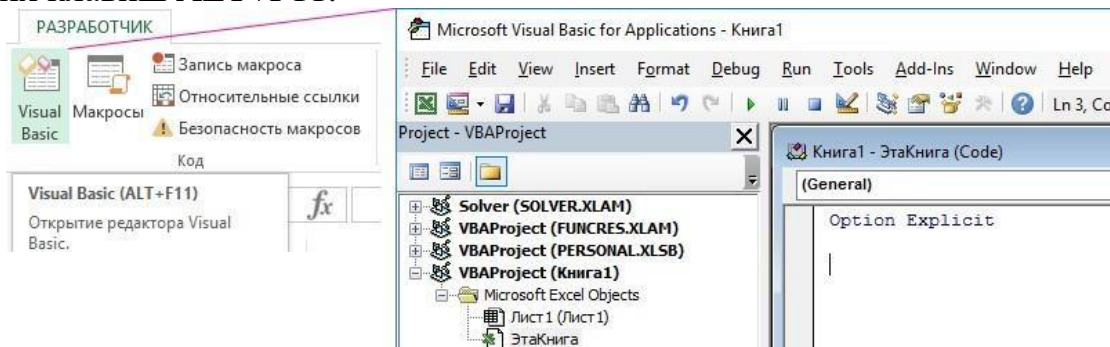 РАЗРАБОТЧИК
Visual Basic
Макросы
Запись макроса
Относительные ссылки
Безопасность макросов
Код
Visual Basic (ALT+F11)
Открытие редактора Visual
Basic.
fx
Microsoft Visual Basic for Applications - Книга1
File Edit View Insert Format Debug Run Tools Add-Ins Window Help
Ln 3, Co
Project - VBAProject
Solver (SOLVER.XLAM)
VBAProject (FUNCRES.XLAM)
VBAProject (PERSONAL.XLSB)
VBAProject (Книга1)
Microsoft Excel Objects
Лист1 (Лист1)
ЭтаКнига
Книга1 - ЭтаКнига (Code)
(General)
Option Explicit